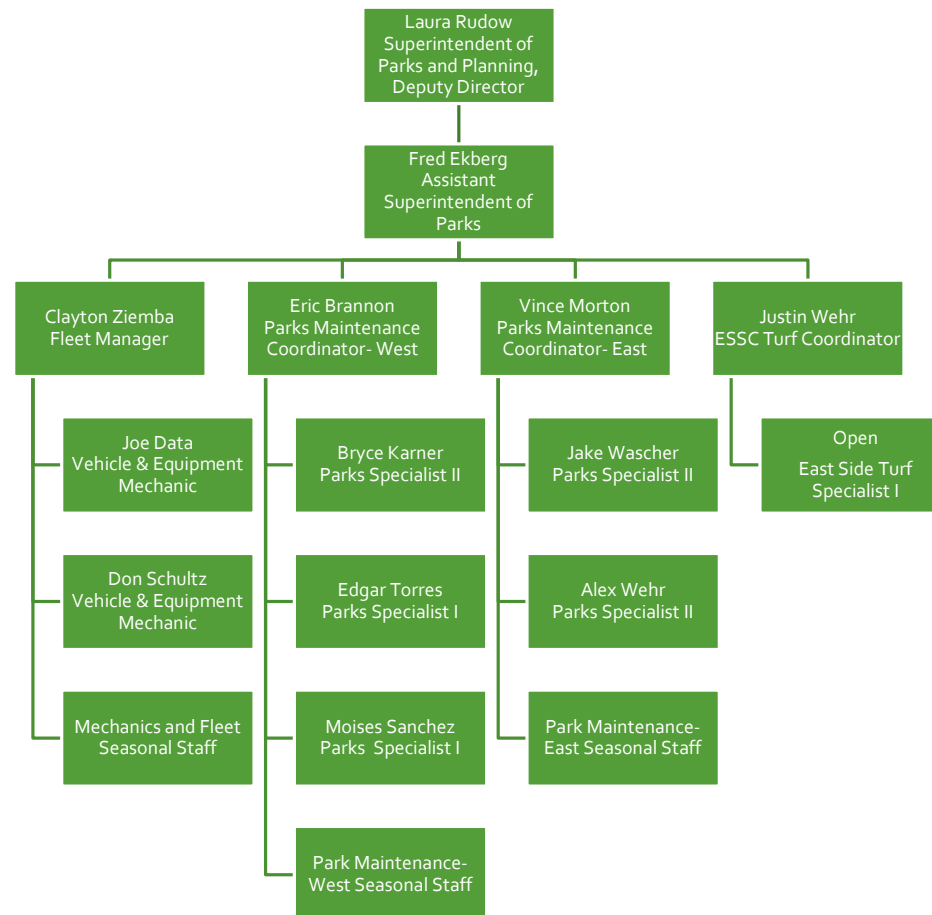 Laura Rudow
Superintendent of
Parks and Planning,
Deputy Director
Fred Ekberg
Assistant
Superintendent of
Parks
Clayton Ziemba
Fleet Manager
Eric Brannon
Parks Maintenance
Coordinator- West
Vince Morton
Parks Maintenance
Coordinator- East
Justin Wehr
ESSC Turf Coordinator
Joe Data
Vehicle & Equipment
Mechanic
Bryce Karner
Parks Specialist II
Jake Wascher
Parks Specialist II
Open
East Side Turf
Specialist I
Don Schultz
Vehicle & Equipment
Mechanic
Edgar Torres
Parks Specialist I
Alex Wehr
Parks Specialist II
Mechanics and Fleet
Seasonal Staff
Moises Sanchez
Parks  Specialist I
Park Maintenance-
East Seasonal Staff
Park Maintenance-
West Seasonal Staff